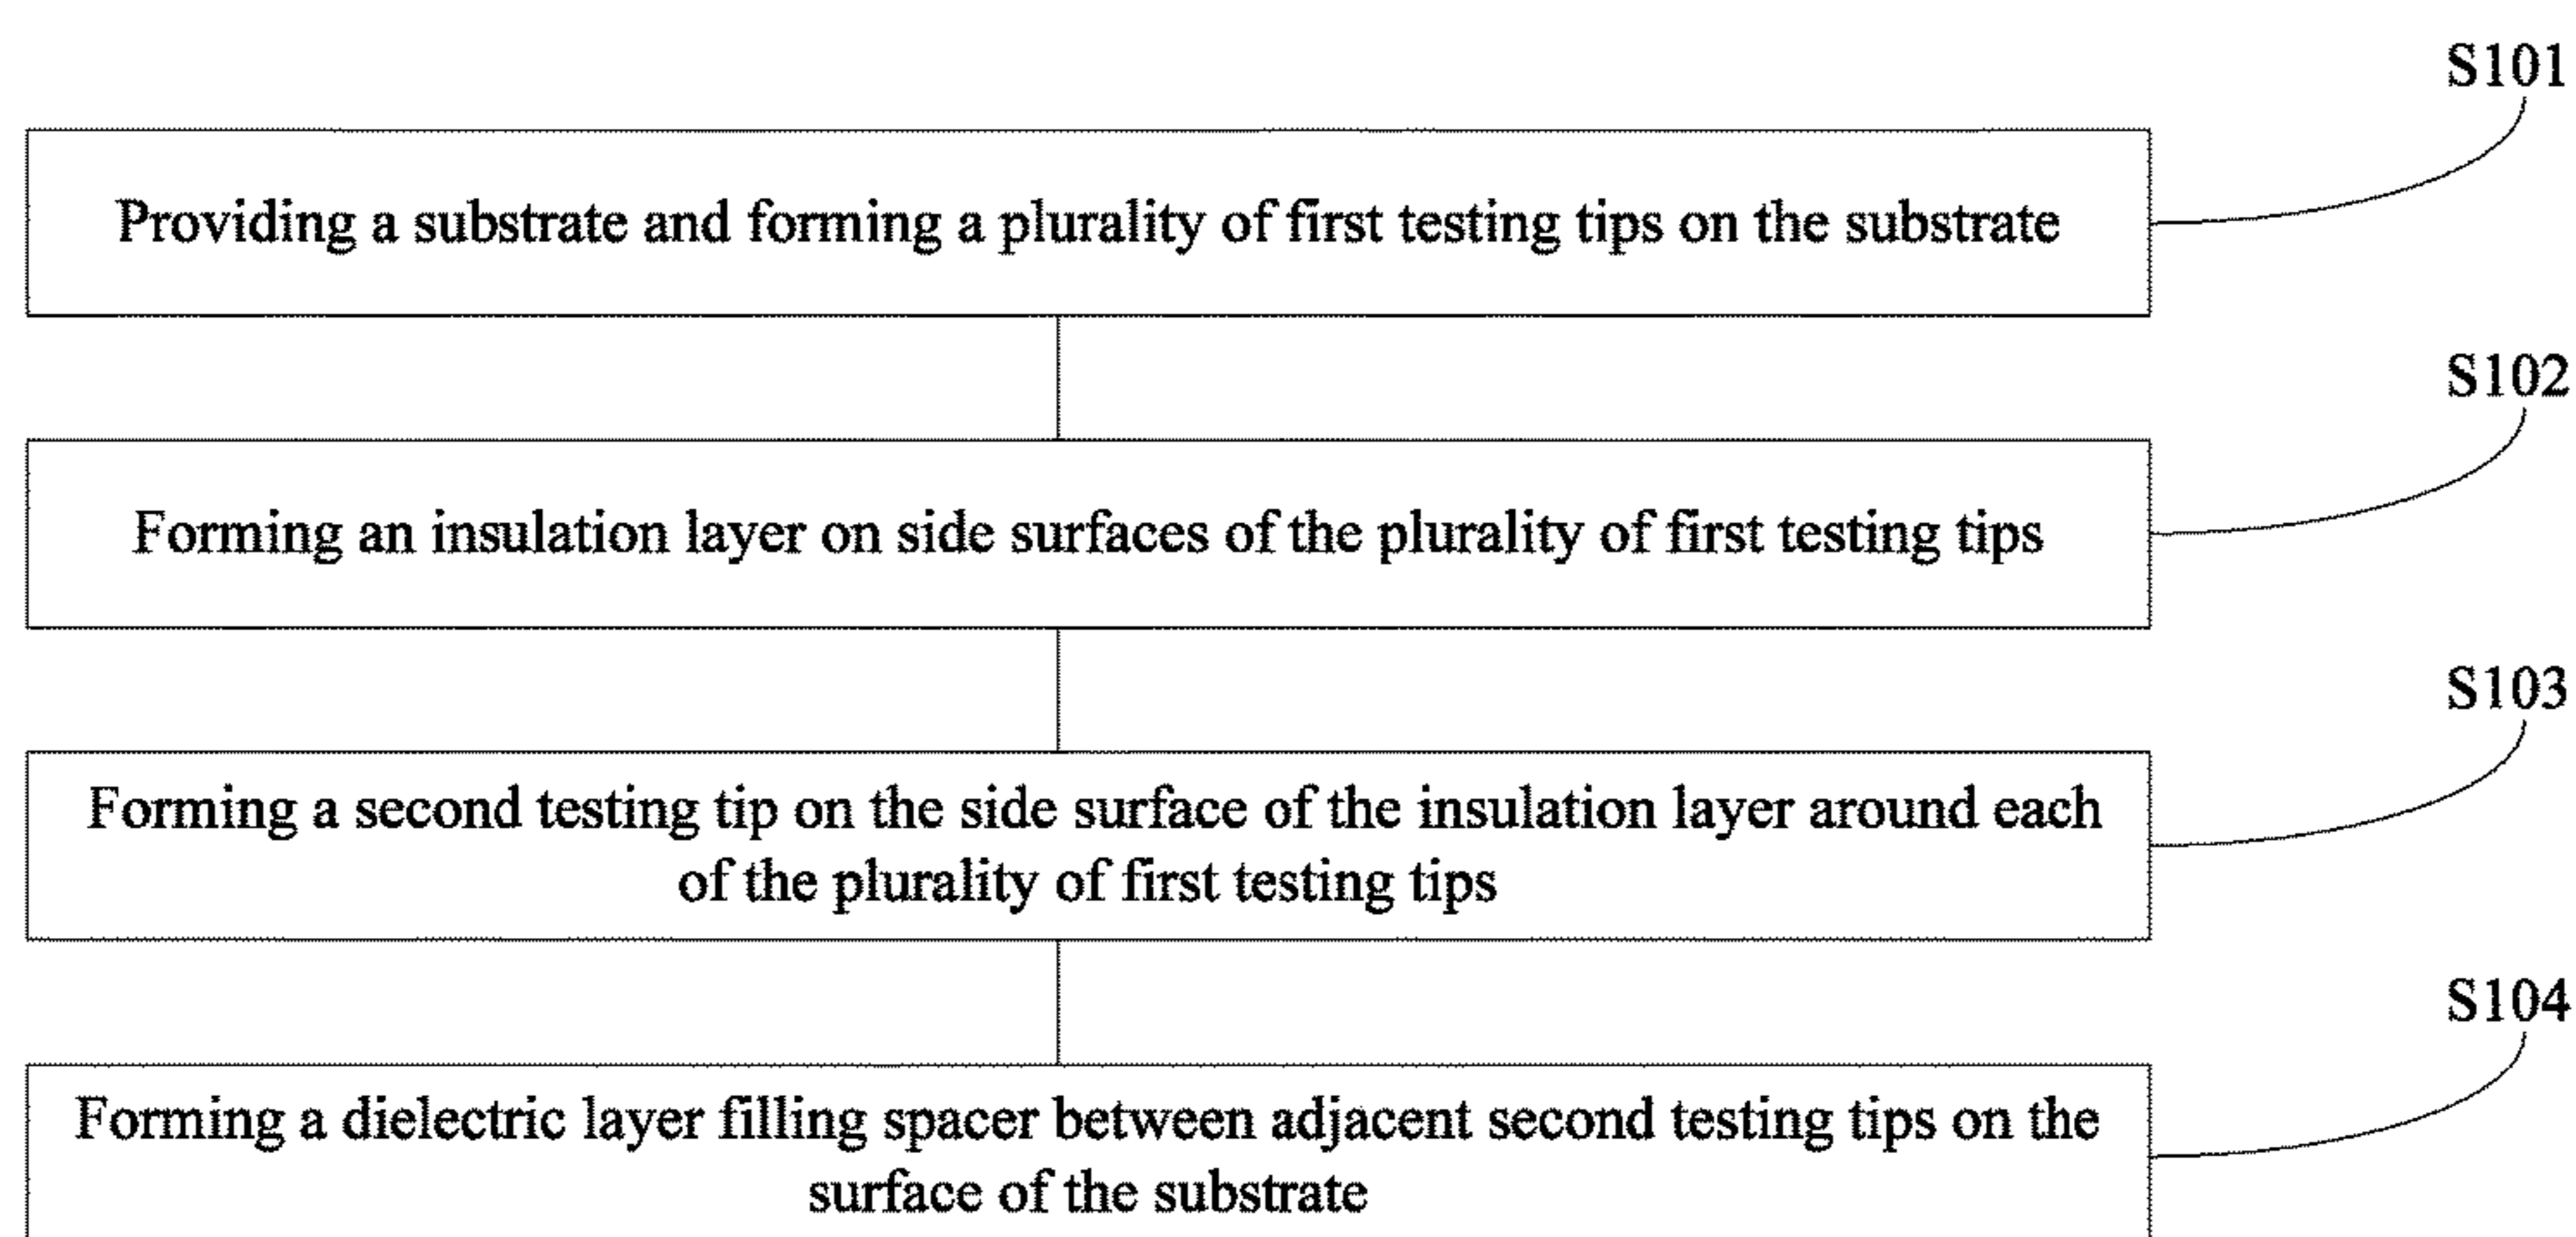 S101
Providing a substrate and forming a plurality of first testing tips on the substrate
S102
Forming an insulation layer on side surfaces of the plurality of first testing tips
S103
Forming a second testing tip on the side surface of the insulation layer around each
of the plurality of first testing tips
S104
Forming a dielectric layer filling spacer between adjacent second testing tips on the
surface of the substrate